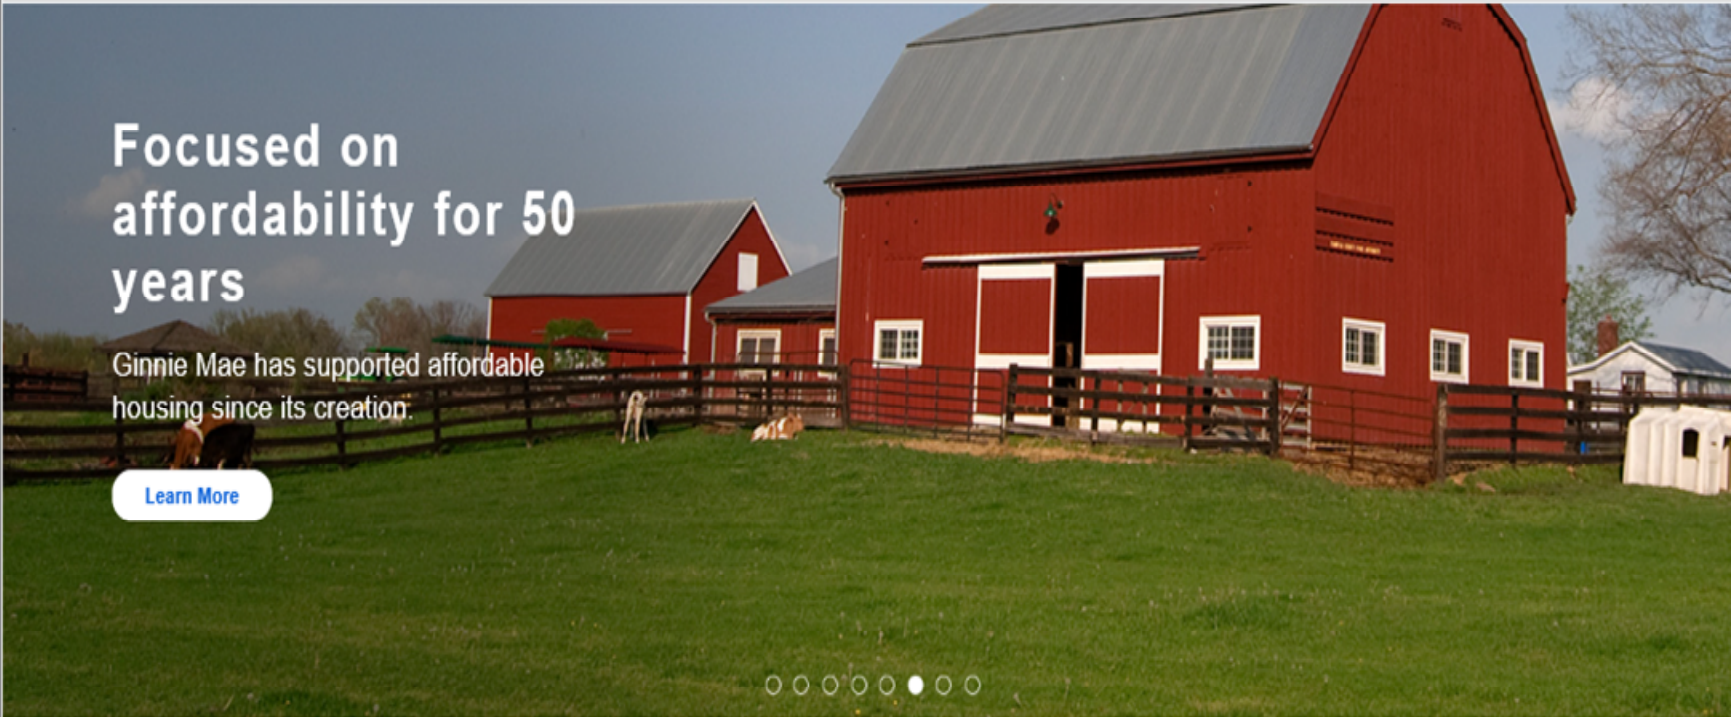 Focused on
affordability for 50
years
Ginnie Mae has supported affordable
housing since its creation.
Learn More